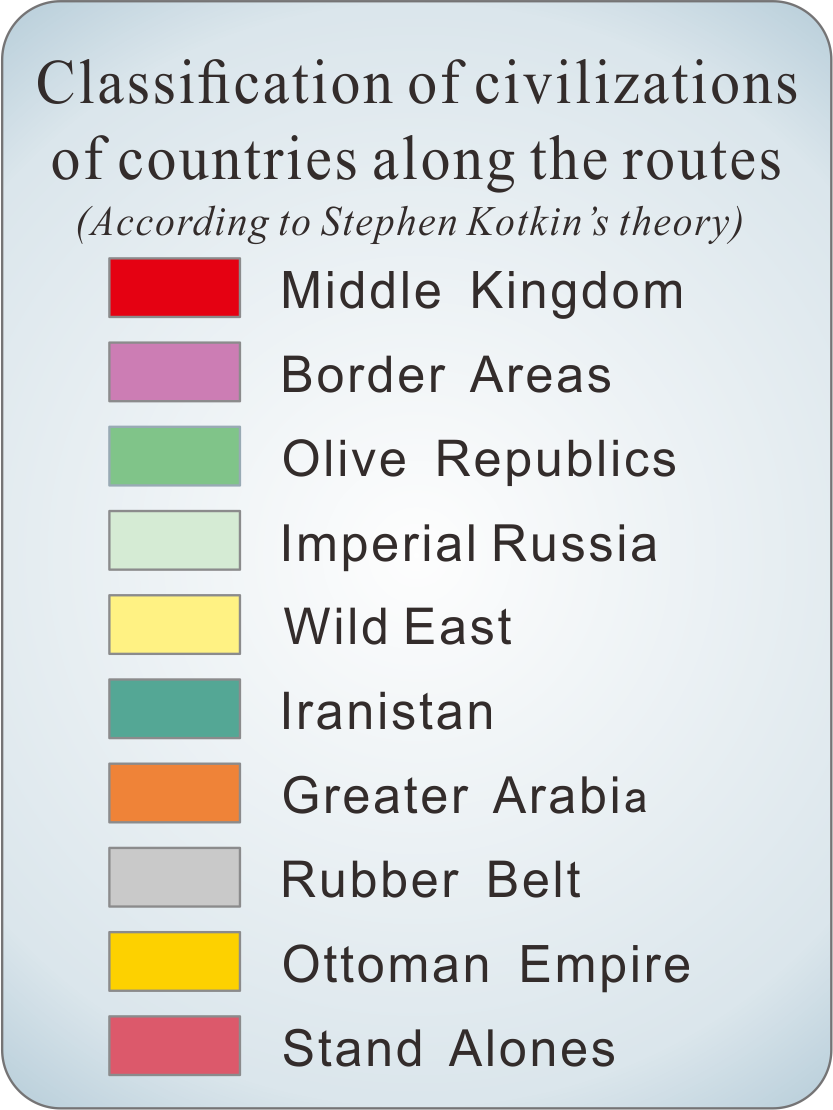 Classification of civilizations
of countries along the routes
(According to Stephen Kotkin’s theory)
Middle Kingdom
Border Areas
Olive Republics
Imperial Russia
Wild East
Iranistan
Greater Arabia
Rubber Belt
Ottoman Empire
Stand Alones